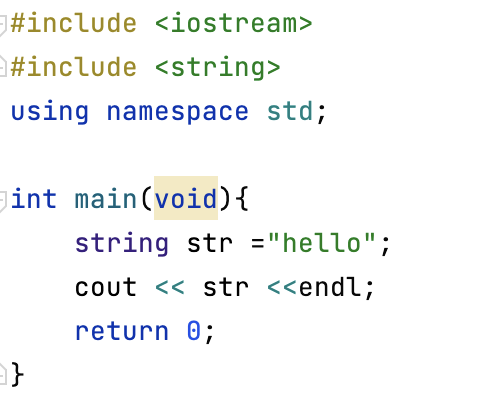 #include <iostream>
#include <string>
using namespace std;

int main(void){
    string str ="hello";
    cout << str <<endl;
    return 0;
}